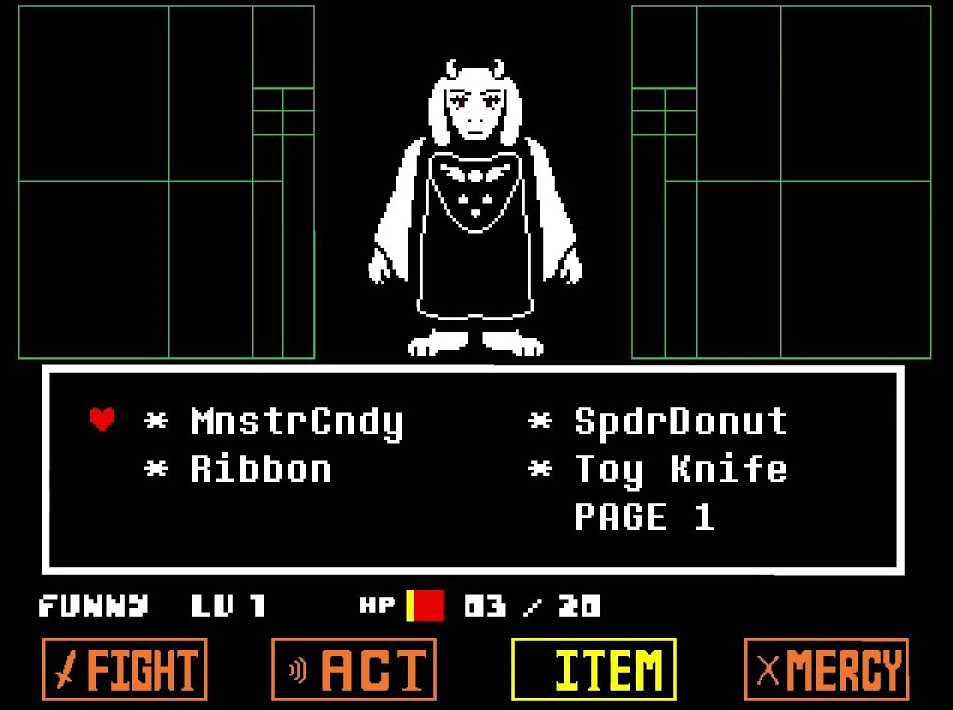 * MnstrCndy * SpdrDonut
* Ribbon * Toy Knife
PAGE 1
FUNNY LV 1 HP 03 / 20
FIGHT ACT ITEM MERCY